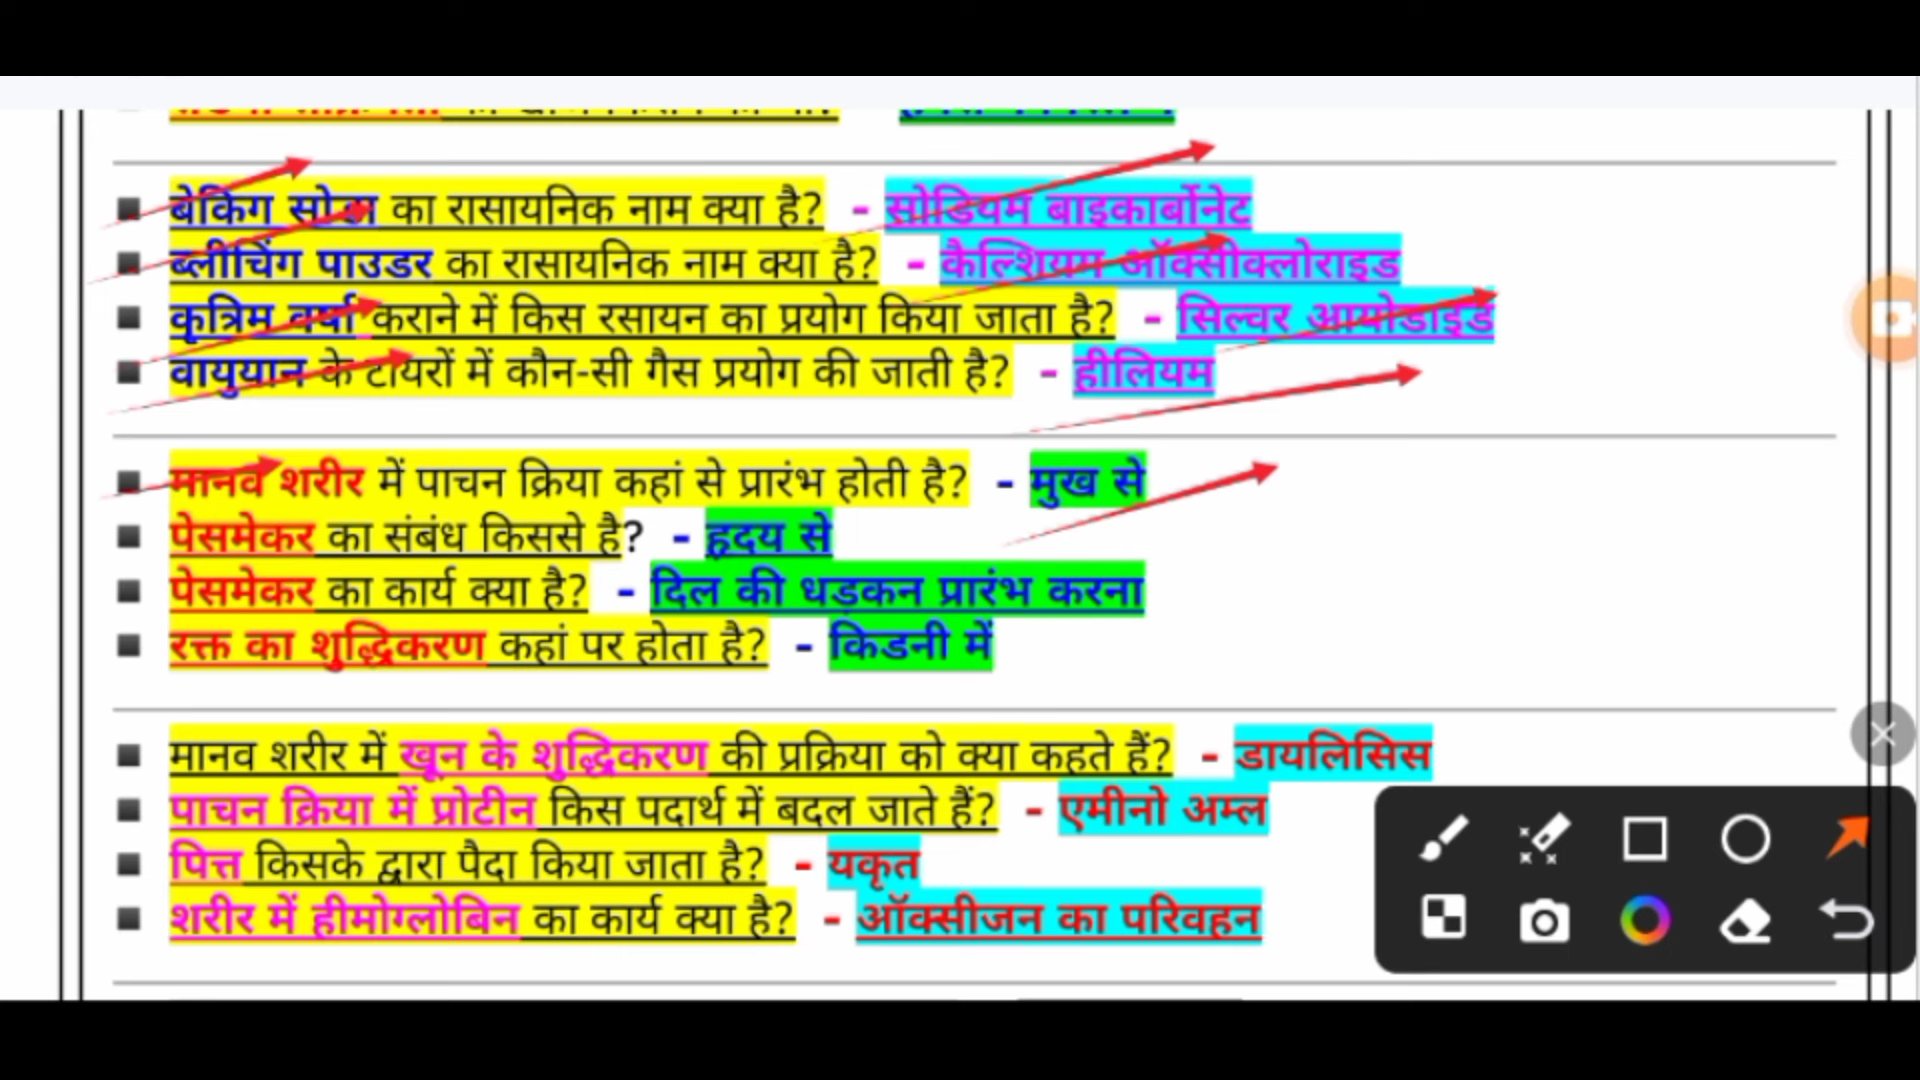 ■ बेकिंग सोडा का रासायनिक नाम क्या है? - सोडियम बाइकार्बोनेट
■ ब्लीचिंग पाउडर का रासायनिक नाम क्या है? - कैल्शियम ऑक्सीक्लोराइड
■ कृत्रिम वर्षा कराने में किस रसायन का प्रयोग किया जाता है? - सिल्वर आयोडाइड
■ वायुयान के टायरों में कौन-सी गैस प्रयोग की जाती है? - हीलियम
■ मानव शरीर में पाचन क्रिया कहां से प्रारंभ होती है? - मुख से
■ पेसमेकर का संबंध किससे है? - हृदय से
■ पेसमेकर का कार्य क्या है? - दिल की धड़कन प्रारंभ करना
■ रक्त का शुद्धिकरण कहां पर होता है? - किडनी में
■ मानव शरीर में खून के शुद्धिकरण की प्रक्रिया को क्या कहते हैं? - डायलिसिस
■ पाचन क्रिया में प्रोटीन किस पदार्थ में बदल जाते हैं? - एमीनो अम्ल
■ पित्त किसके द्वारा पैदा किया जाता है? - यकृत
■ शरीर में हीमोग्लोबिन का कार्य क्या है? - ऑक्सीजन का परिवहन